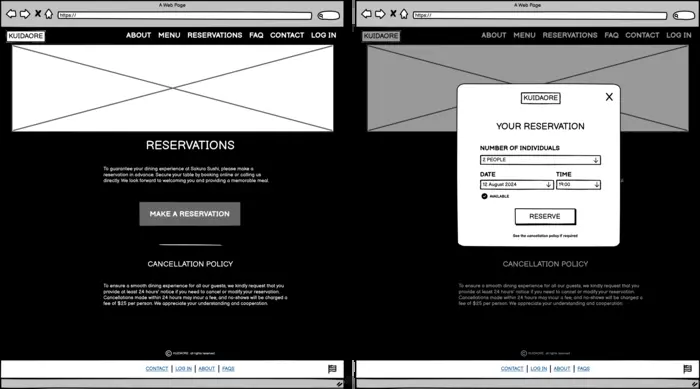 A Web Page
https://
KUIDAORE
ABOUT MENU RESERVATIONS FAQ CONTACT LOG IN
RESERVATIONS
To guarantee your dining experience at Sakura Sushi, please make a
reservation in advance. Secure your table by booking online or calling us
directly. We look forward to welcoming you and providing a memorable meal.
MAKE A RESERVATION
CANCELLATION POLICY
To ensure a smooth dining experience for all our guests, we kindly request that you
provide at least 24 hours' notice if you need to cancel or modify your reservation.
Cancellations made within 24 hours may incur a fee, and no-shows will be charged a
fee of $25 per person. We appreciate your understanding and cooperation.
© KUIDAORE all rights reserved
CONTACT | LOG IN | ABOUT | FAQS
A Web Page
https://
KUIDAORE
ABOUT MENU RESERVATIONS FAQ CONTACT LOG IN
KUIDAORE
X
YOUR RESERVATION
NUMBER OF INDIVIDUALS
2 PEOPLE
DATE TIME
12 August 2024 19:00
AVAILABLE
RESERVE
See the cancellation policy if required
CANCELLATION POLICY
To ensure a smooth dining experience for all our guests, we kindly request that you
provide at least 24 hours' notice if you need to cancel or modify your reservation.
Cancellations made within 24 hours may incur a fee, and no-shows will be charged a
fee of $25 per person. We appreciate your understanding and cooperation.
© KUIDAORE all rights reserved
CONTACT | LOG IN | ABOUT | FAQS